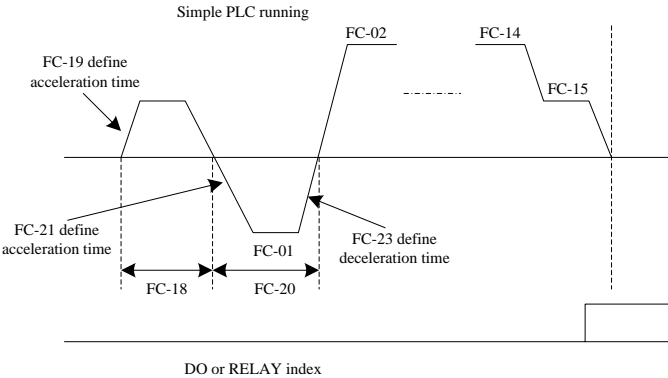 Simple PLC running
FC-02
FC-14
FC-19 define
acceleration time
FC-15
FC-21 define
acceleration time
FC-01
FC-23 define
deceleration time
FC-18
FC-20
DO or RELAY index